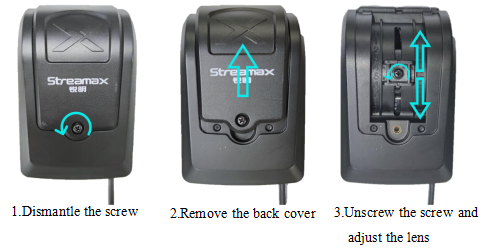 Streamax
锐明
Streamax
锐明
1.Dismantle the screw
2.Remove the back cover
3.Unscrew the screw and
adjust the lens